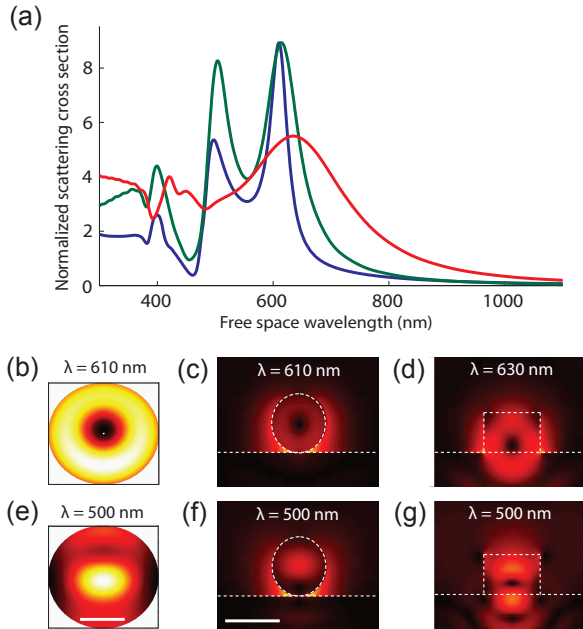 (a)
Normalized scattering cross section
8
6
4
2
0
400
600
800
1000
Free space wavelength (nm)
(b)
λ = 610 nm
(c)
λ = 610 nm
(d)
λ = 630 nm
(e)
λ = 500 nm
(f)
λ = 500 nm
(g)
λ = 500 nm